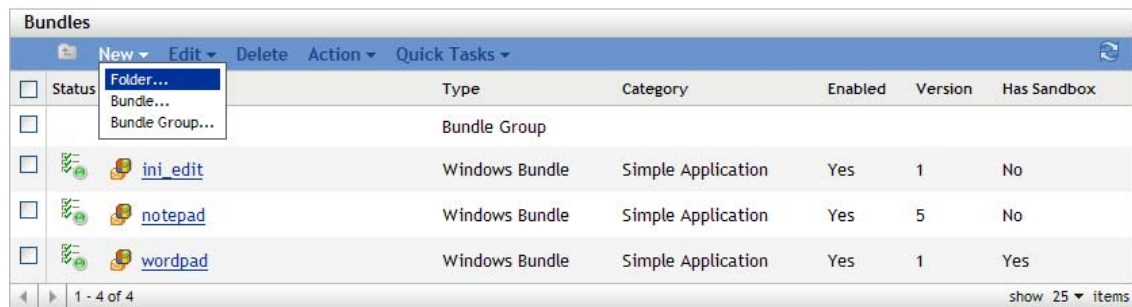 Bundles
New Edit Delete Action Quick Tasks
Folder...
Bundle...
Bundle Group...
Status Type Category Enabled Version Has Sandbox
Bundle Group
ini_edit Windows Bundle Simple Application Yes 1 No
notepad Windows Bundle Simple Application Yes 5 No
wordpad Windows Bundle Simple Application Yes 1 Yes
1 - 4 of 4 show 25 items